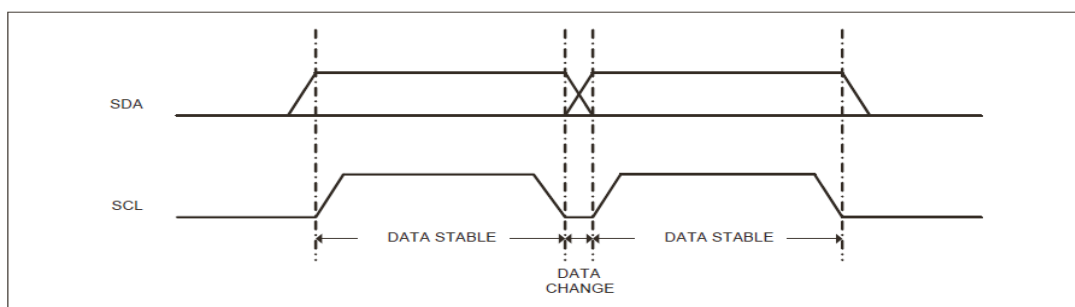 SDA
SCL
DATA STABLE
DATA STABLE
DATA
CHANGE